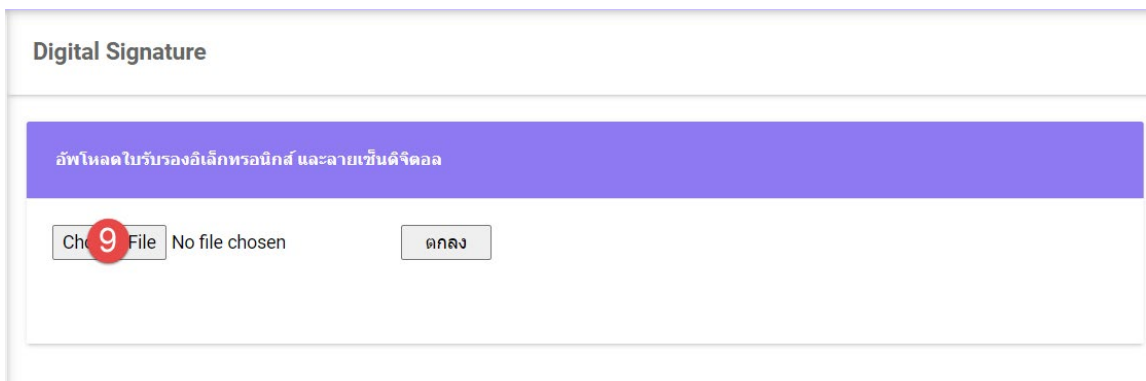 Digital Signature
อัพโหลดใบรับรองอิเล็กทรอนิกส์ และลายเซ็นดิจิตอล
9 File No file chosen ตกลง